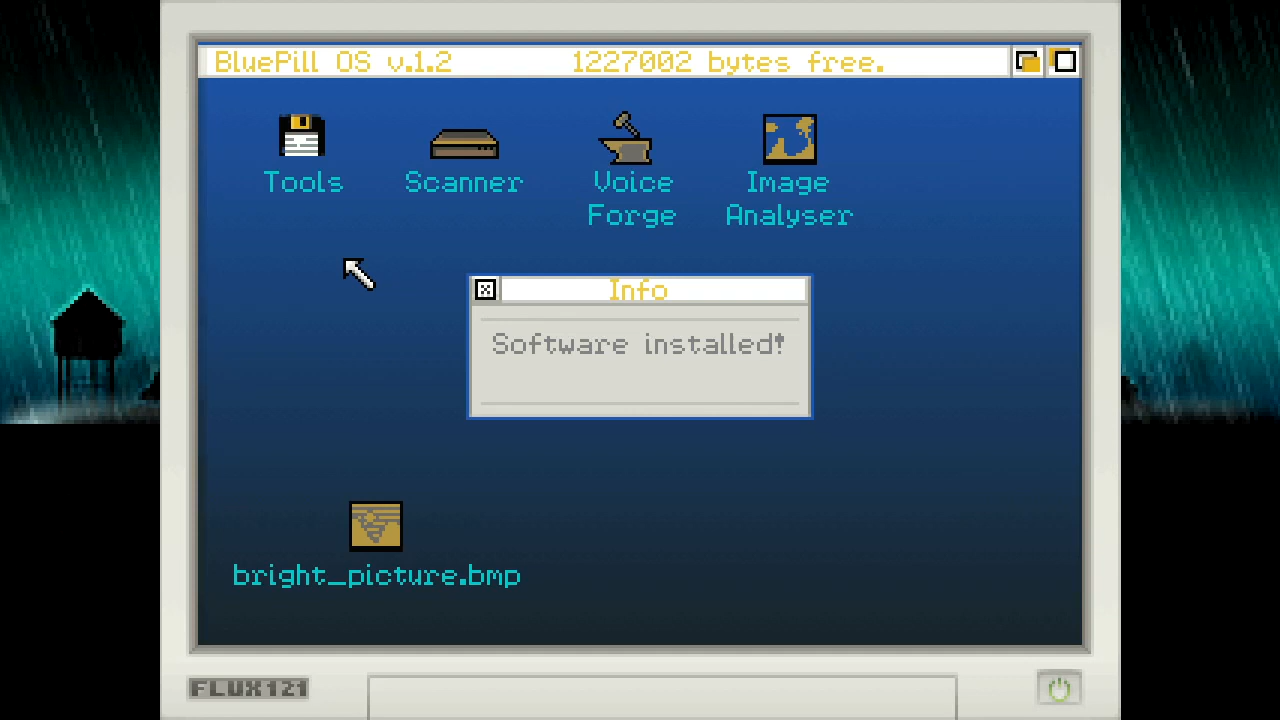 BluePill OS v.1.2 1227002 bytes free.
Tools Scanner Voice Forge Image Analyser
Info
Software installed!
bright_picture.bmp
FLUX121